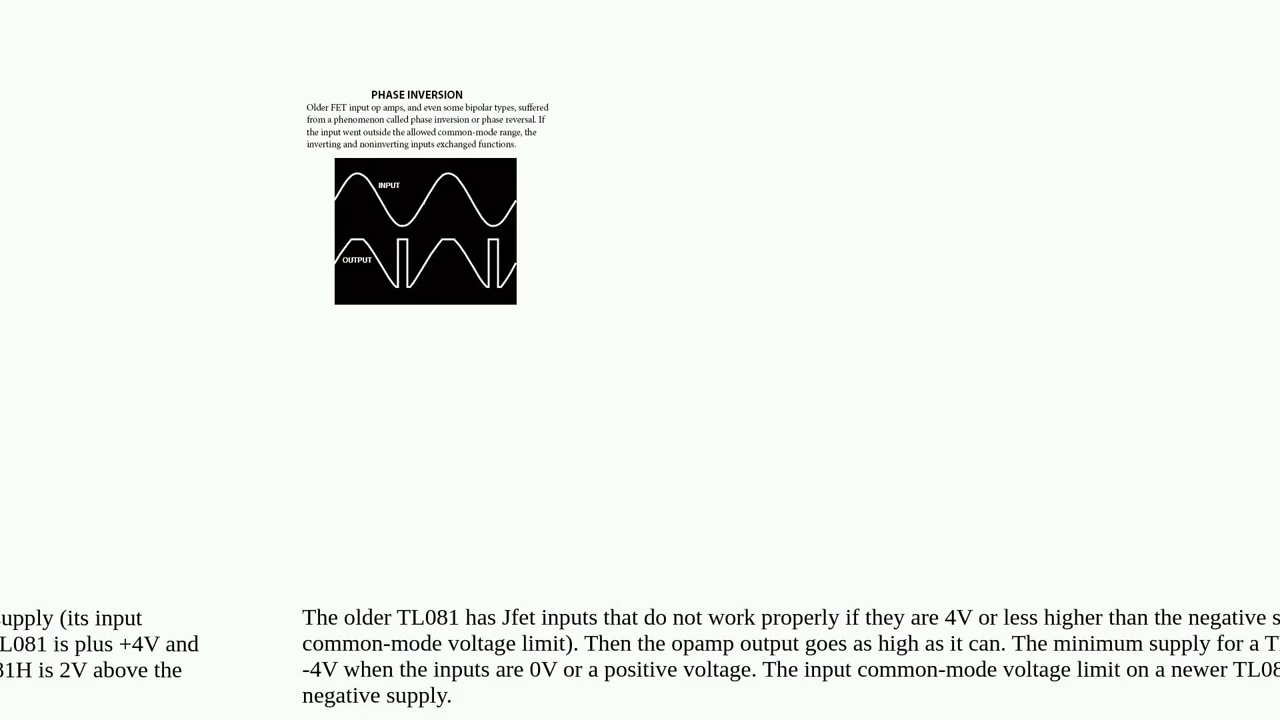 PHASE INVERSION
Older FET input op amps, and even some bipolar types, suffered
from a phenomenon called phase inversion or phase reversal. If
the input went outside the allowed common-mode range, the
inverting and noninverting inputs exchanged functions.
INPUT
OUTPUT
upply (its input
L081 is plus +4V and
81H is 2V above the
The older TL081 has Jfet inputs that do not work properly if they are 4V or less higher than the negative s
common-mode voltage limit). Then the opamp output goes as high as it can. The minimum supply for a T
-4V when the inputs are 0V or a positive voltage. The input common-mode voltage limit on a newer TL08
negative supply.